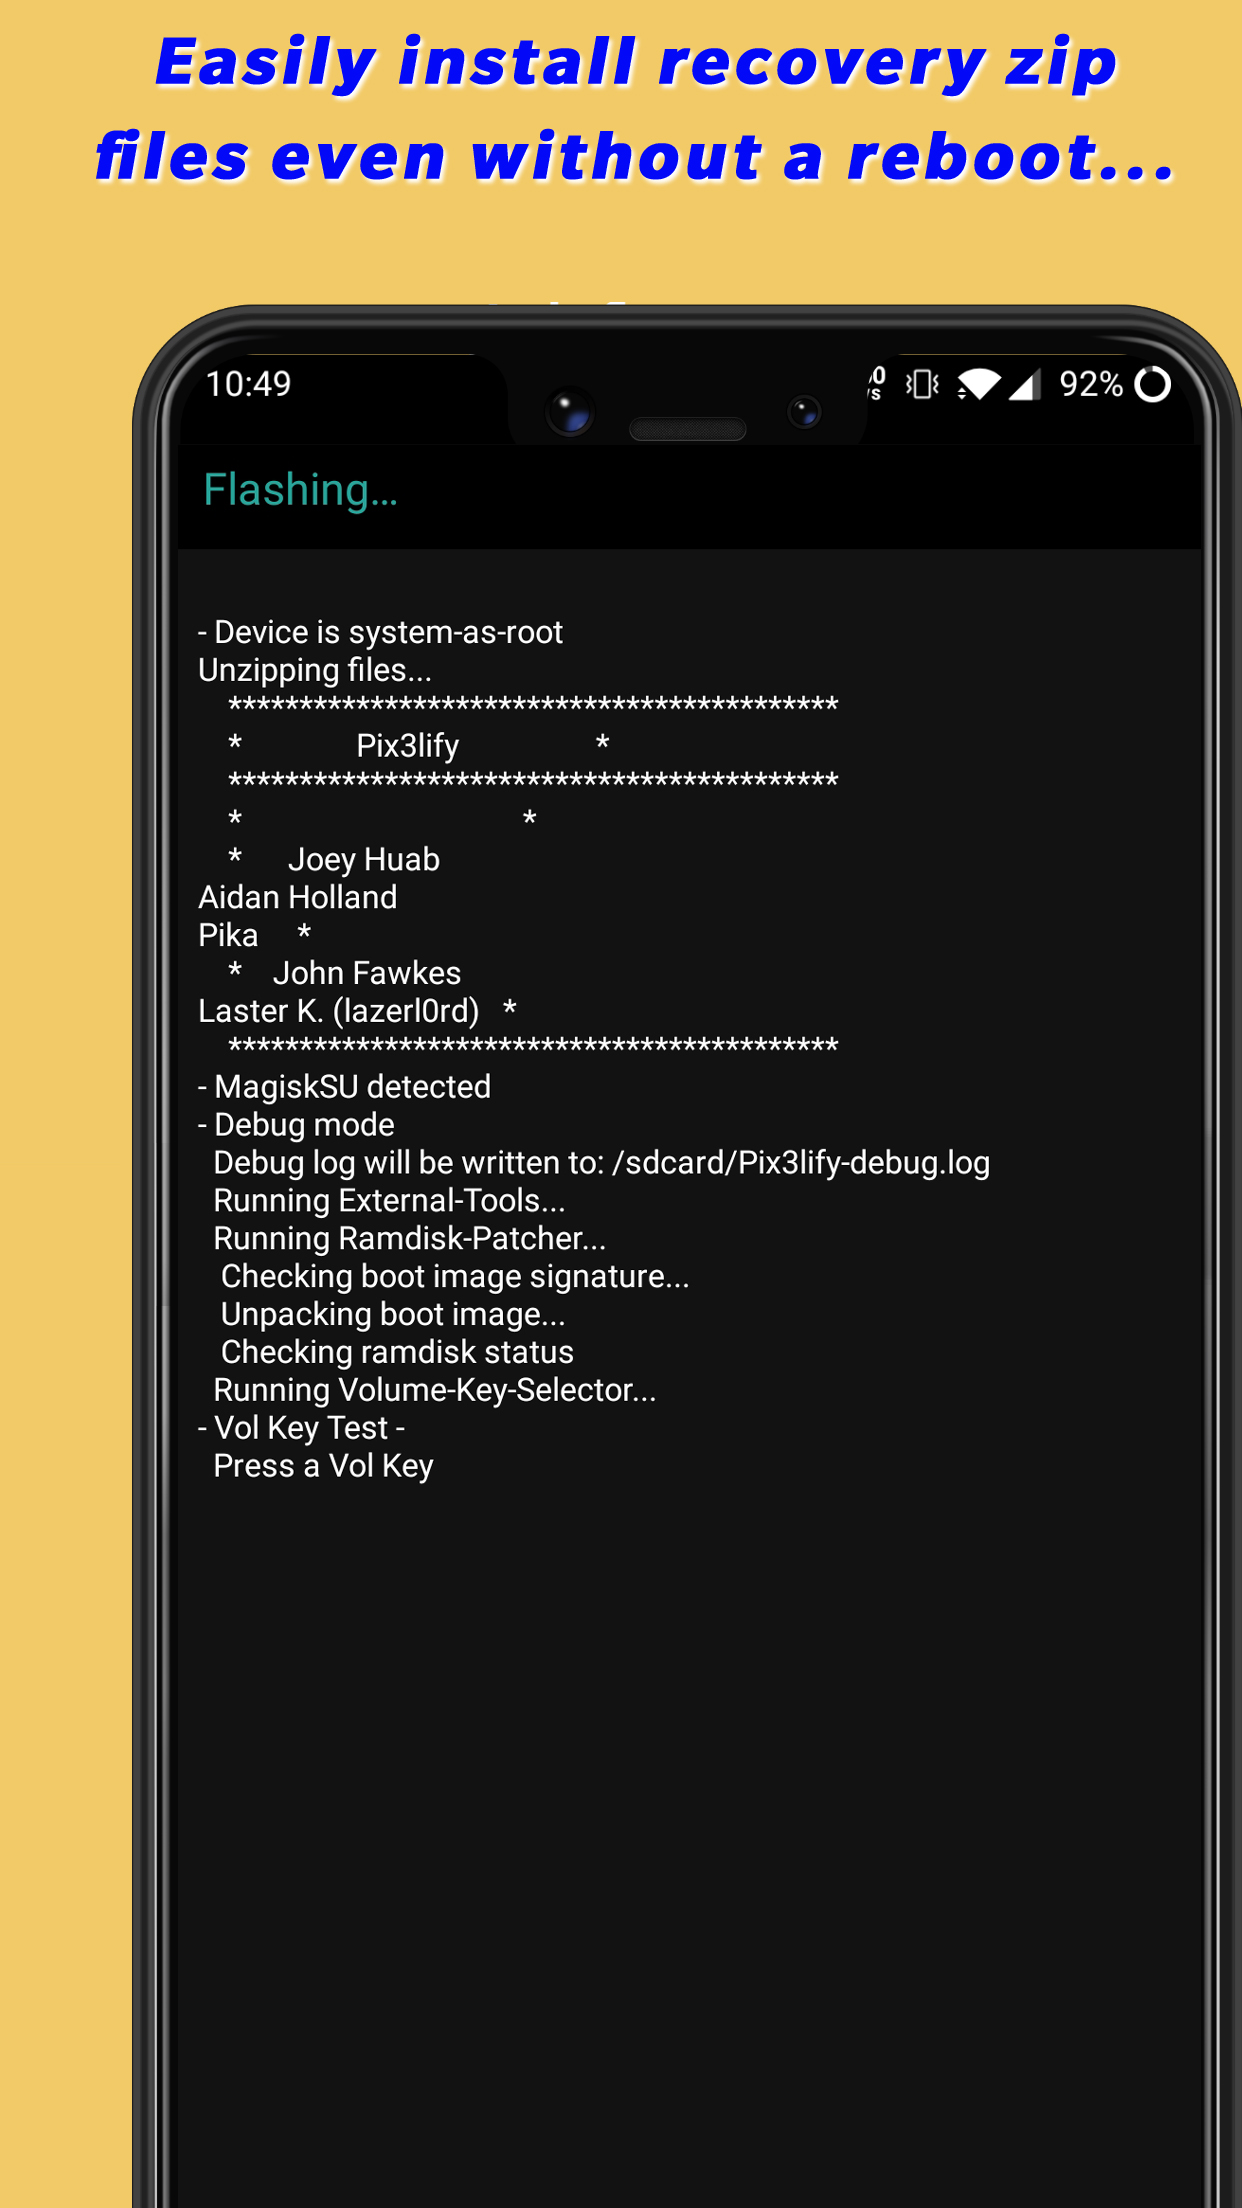 Easily install recovery zip
files even without a reboot...
10:49
92%
Flashing...
- Device is system-as-root
Unzipping files...
****************************************
* Pix3lify *
****************************************
* *
* Joey Huab
Aidan Holland
Pika *
* John Fawkes
Laster K. (lazerl0rd) *
****************************************
- MagiskSU detected
- Debug mode
Debug log will be written to: /sdcard/Pix3lify-debug.log
Running External-Tools...
Running Ramdisk-Patcher...
Checking boot image signature...
Unpacking boot image...
Checking ramdisk status
Running Volume-Key-Selector...
- Vol Key Test -
Press a Vol Key